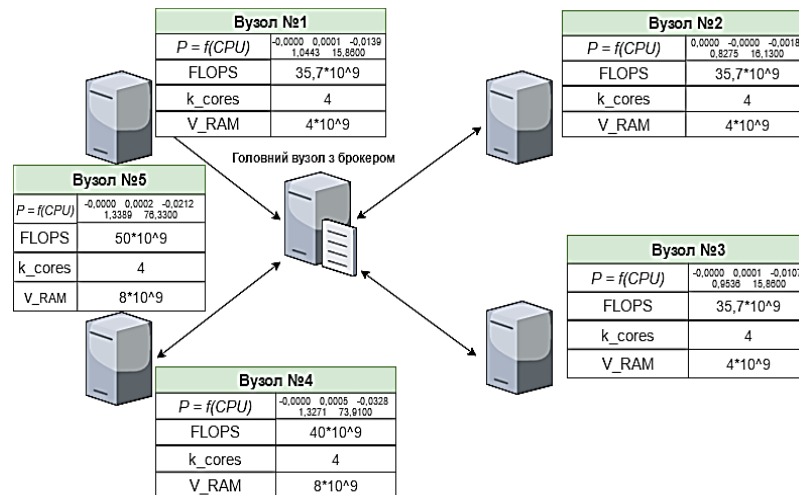 Вузол №1
P = f(CPU) -0,0000 0,0001 -0,0139
1,0443 15,8600
FLOPS 35,7*10^9
k_cores 4
V_RAM 4*10^9
Вузол №2
P = f(CPU) 0,0000 -0,0000 -0,0018
0,8275 16,1300
FLOPS 35,7*10^9
k_cores 4
V_RAM 4*10^9
Головний вузол з брокером
Вузол №5
P = f(CPU) -0,0000 0,0002 -0,0212
1,3389 76,3300
FLOPS 50*10^9
k_cores 4
V_RAM 8*10^9
Вузол №3
P = f(CPU) -0,0000 0,0001 -0,0107
0,9536 15,8600
FLOPS 35,7*10^9
k_cores 4
V_RAM 4*10^9
Вузол №4
P = f(CPU) -0,0000 0,0005 -0,0328
1,3271 73,9100
FLOPS 40*10^9
k_cores 4
V_RAM 8*10^9